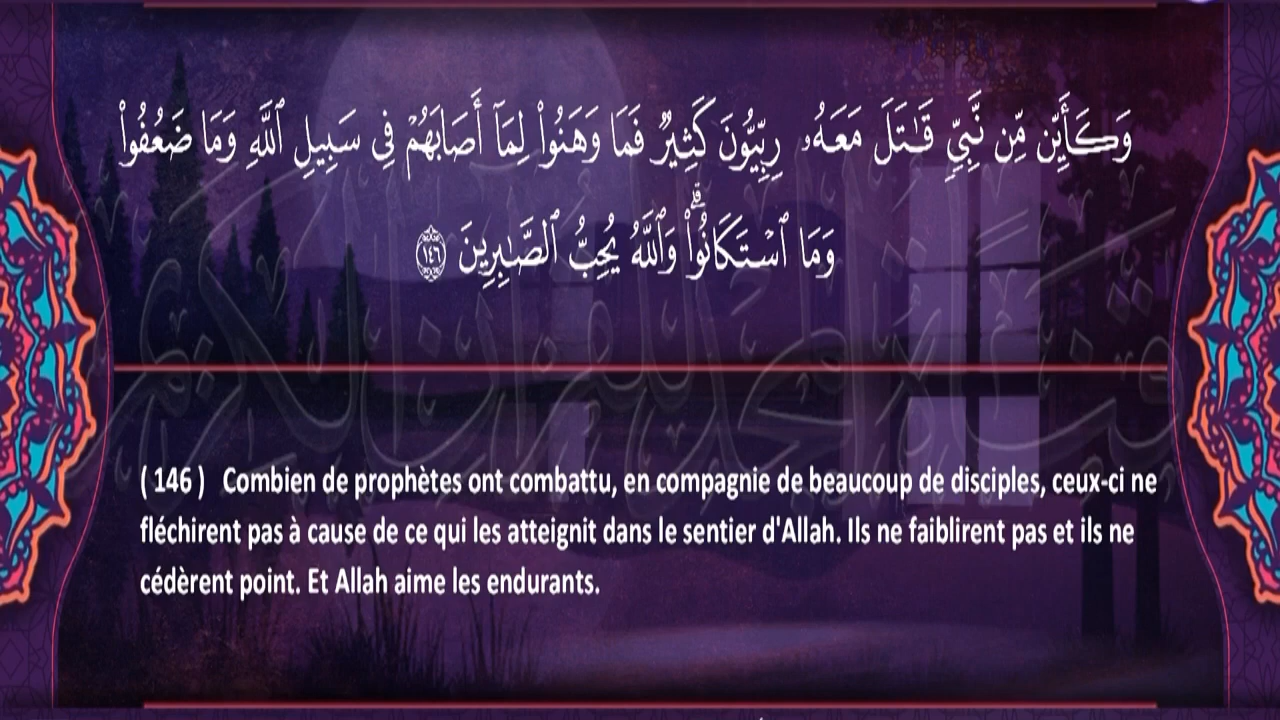 وَكَأَيِّن مِّن نَّبِيٍّ قَٰتَلَ مَعَهُۥ رِبِّيُّونَ كَثِيرٌ فَمَا وَهَنُوا۟ لِمَآ أَصَابَهُمْ فِى سَبِيلِ ٱللَّهِ وَمَا ضَعُفُوا۟
وَمَا ٱسْتَكَانُوا۟ ۗ وَٱللَّهُ يُحِبُّ ٱلصَّٰبِرِينَ ١٤٦
( 146 ) Combien de prophètes ont combattu, en compagnie de beaucoup de disciples, ceux-ci ne
fléchirent pas à cause de ce qui les atteignit dans le sentier d'Allah. Ils ne faiblirent pas et ils ne
cédèrent point. Et Allah aime les endurants.